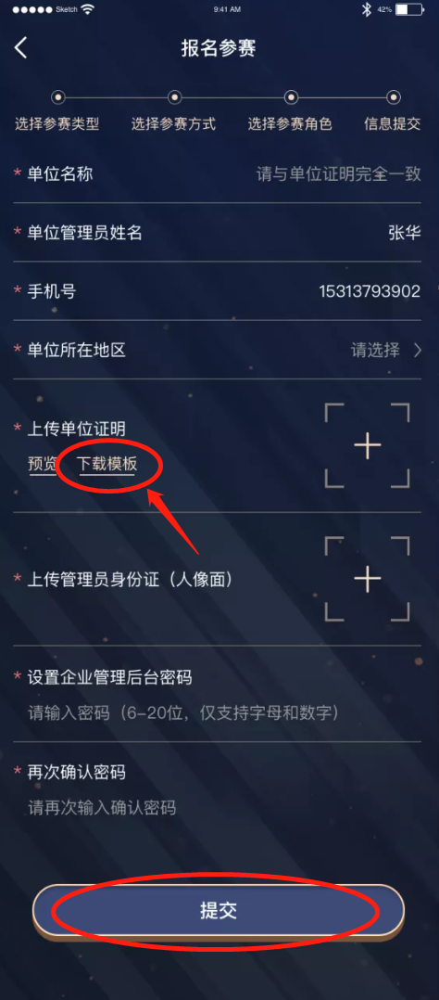 Sketch 9:41 AM 42%
报名参赛
选择参赛类型 选择参赛方式 选择参赛角色 信息提交
* 单位名称 请与单位证明完全一致
* 单位管理员姓名 张华
* 手机号 15313793902
* 单位所在地区 请选择
* 上传单位证明
预览 下载模板
* 上传管理员身份证（人像面）
* 设置企业管理后台密码
请输入密码（6-20位，仅支持字母和数字）
* 再次确认密码
请再次输入确认密码
提交